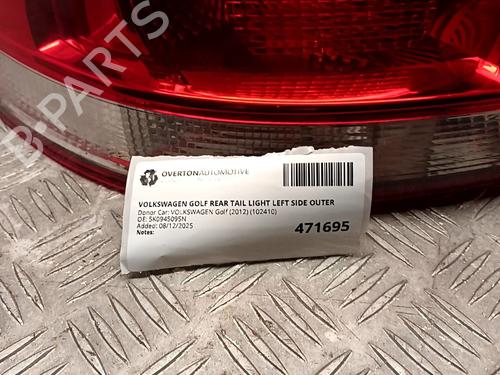 OVERTONAUTOMOTIVE
VOLKSWAGEN GOLF REAR TAIL LIGHT LEFT SIDE OUTER
Donor Car: VOLKSWAGEN Golf (2012) (102410)
OE: 5K0945095N
Added: 08/12/2025
Notes:
471695